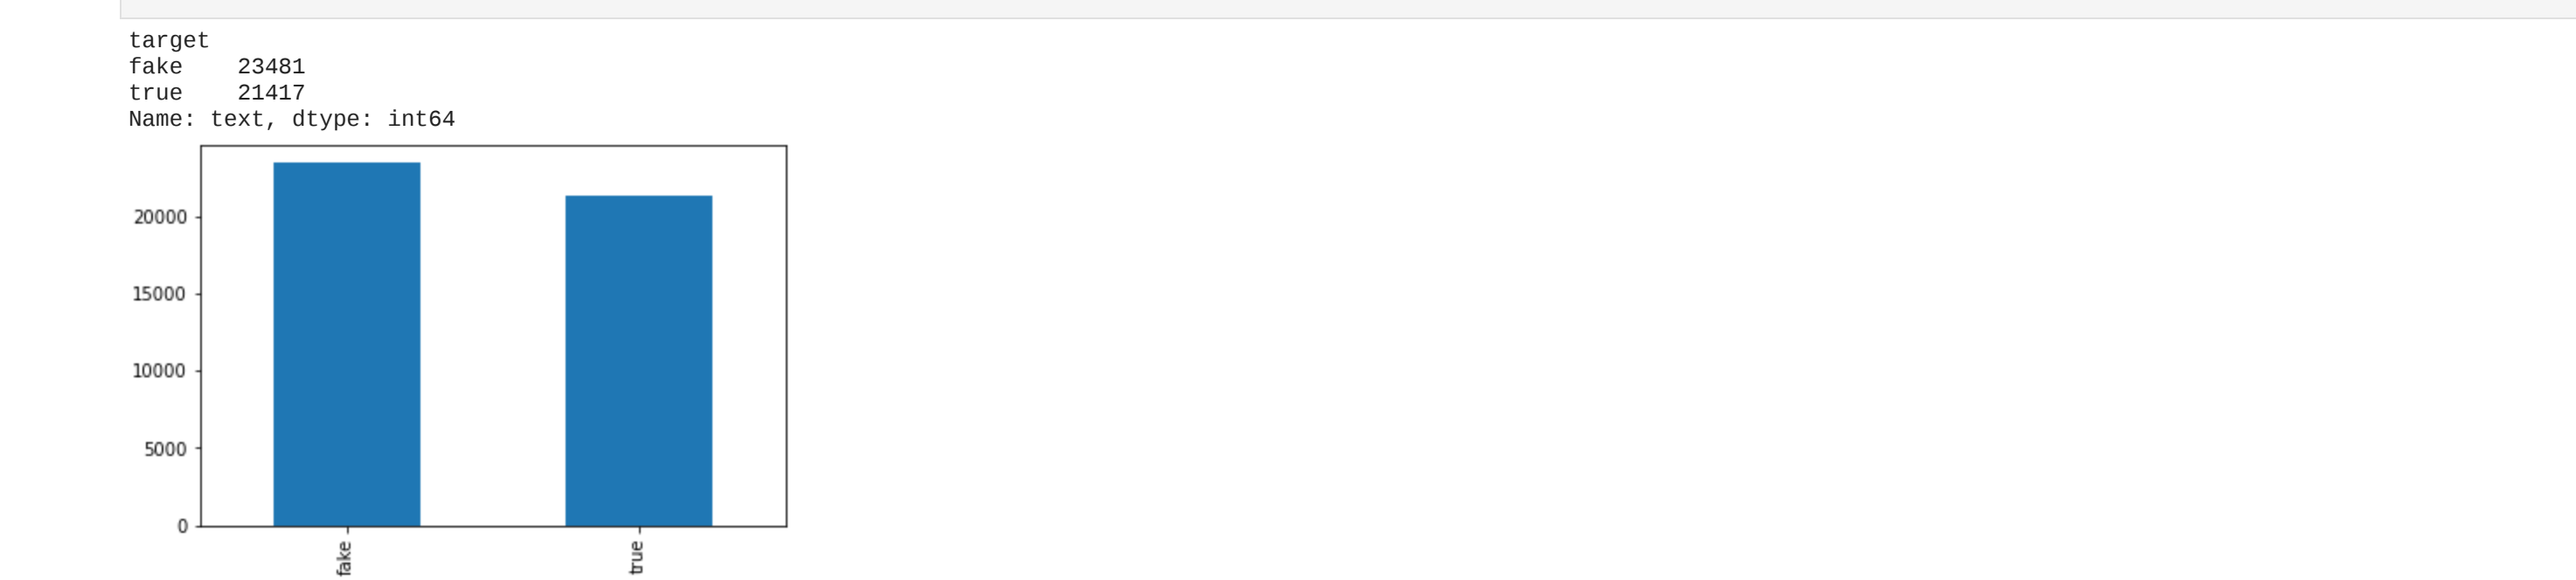 target
fake    23481
true    21417
Name: text, dtype: int64
20000
15000
10000
5000
0
fake
true